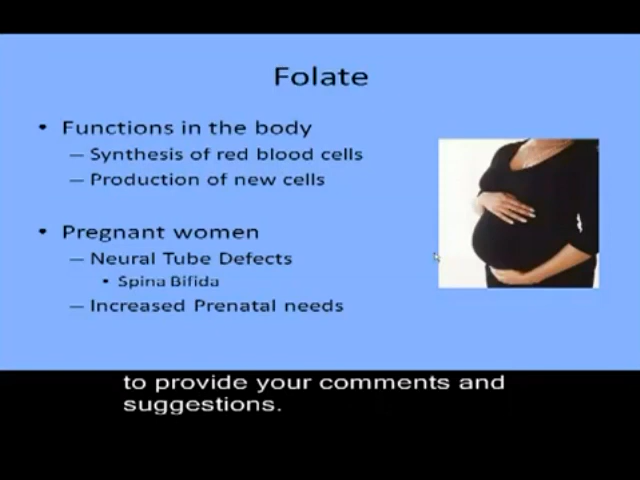 Folate
• Functions in the body
– Synthesis of red blood cells
– Production of new cells
• Pregnant women
– Neural Tube Defects
• Spina Bifida
– Increased Prenatal needs
to provide your comments and
suggestions.